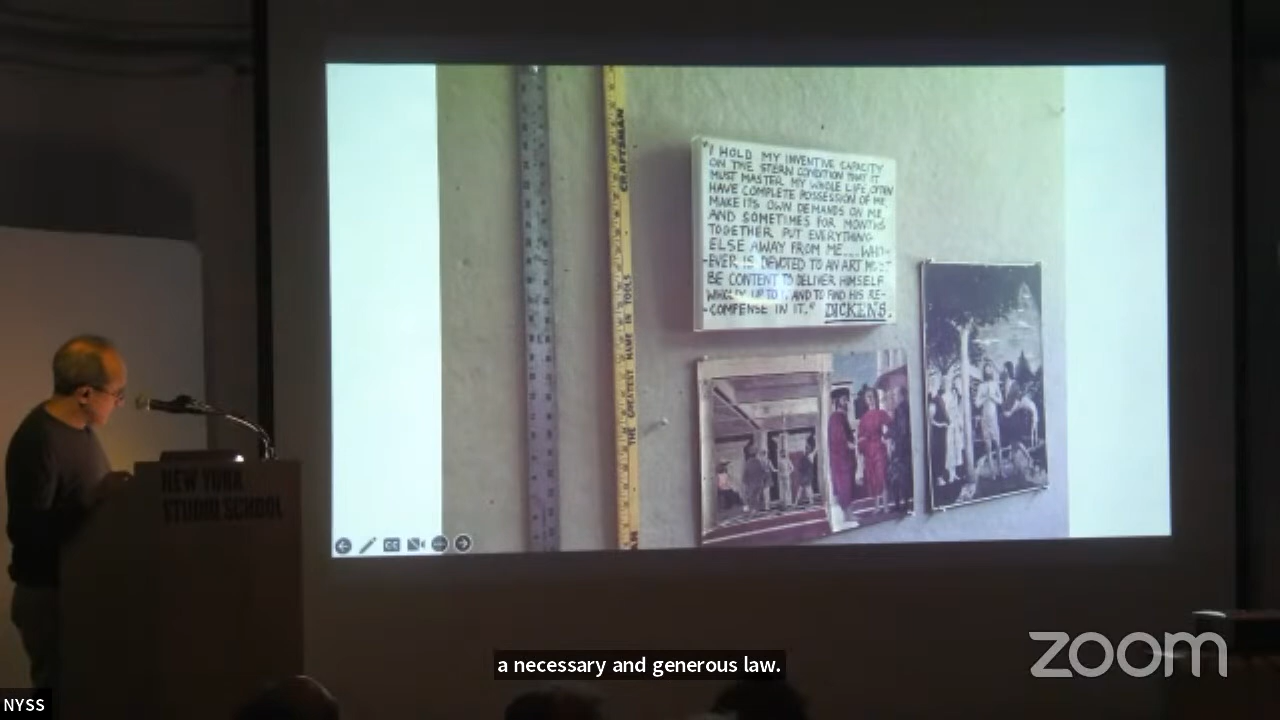 "I HOLD MY INVENTIVE CAPACITY
ON THE STERN CONDITION THAT IT
MUST MASTER MY WHOLE LIFE, OFTEN
HAVE COMPLETE POSSESSION OF ME,
MAKE ITS OWN DEMANDS ON ME,
AND SOMETIMES FOR MONTHS
TOGETHER PUT EVERYTHING
ELSE AWAY FROM ME.... WHO-
-EVER IS DEVOTED TO AN ART MUST
BE CONTENT TO DELIVER HIMSELF
WHOLLY UP TO IT, AND TO FIND HIS RE-
-COMPENSE IN IT." DICKENS.
CRAFTSMAN
THE GREATEST NAME IN TOOLS
NEW YORK
STUDIO SCHOOL
CC
a necessary and generous law.
zoom
NYSS